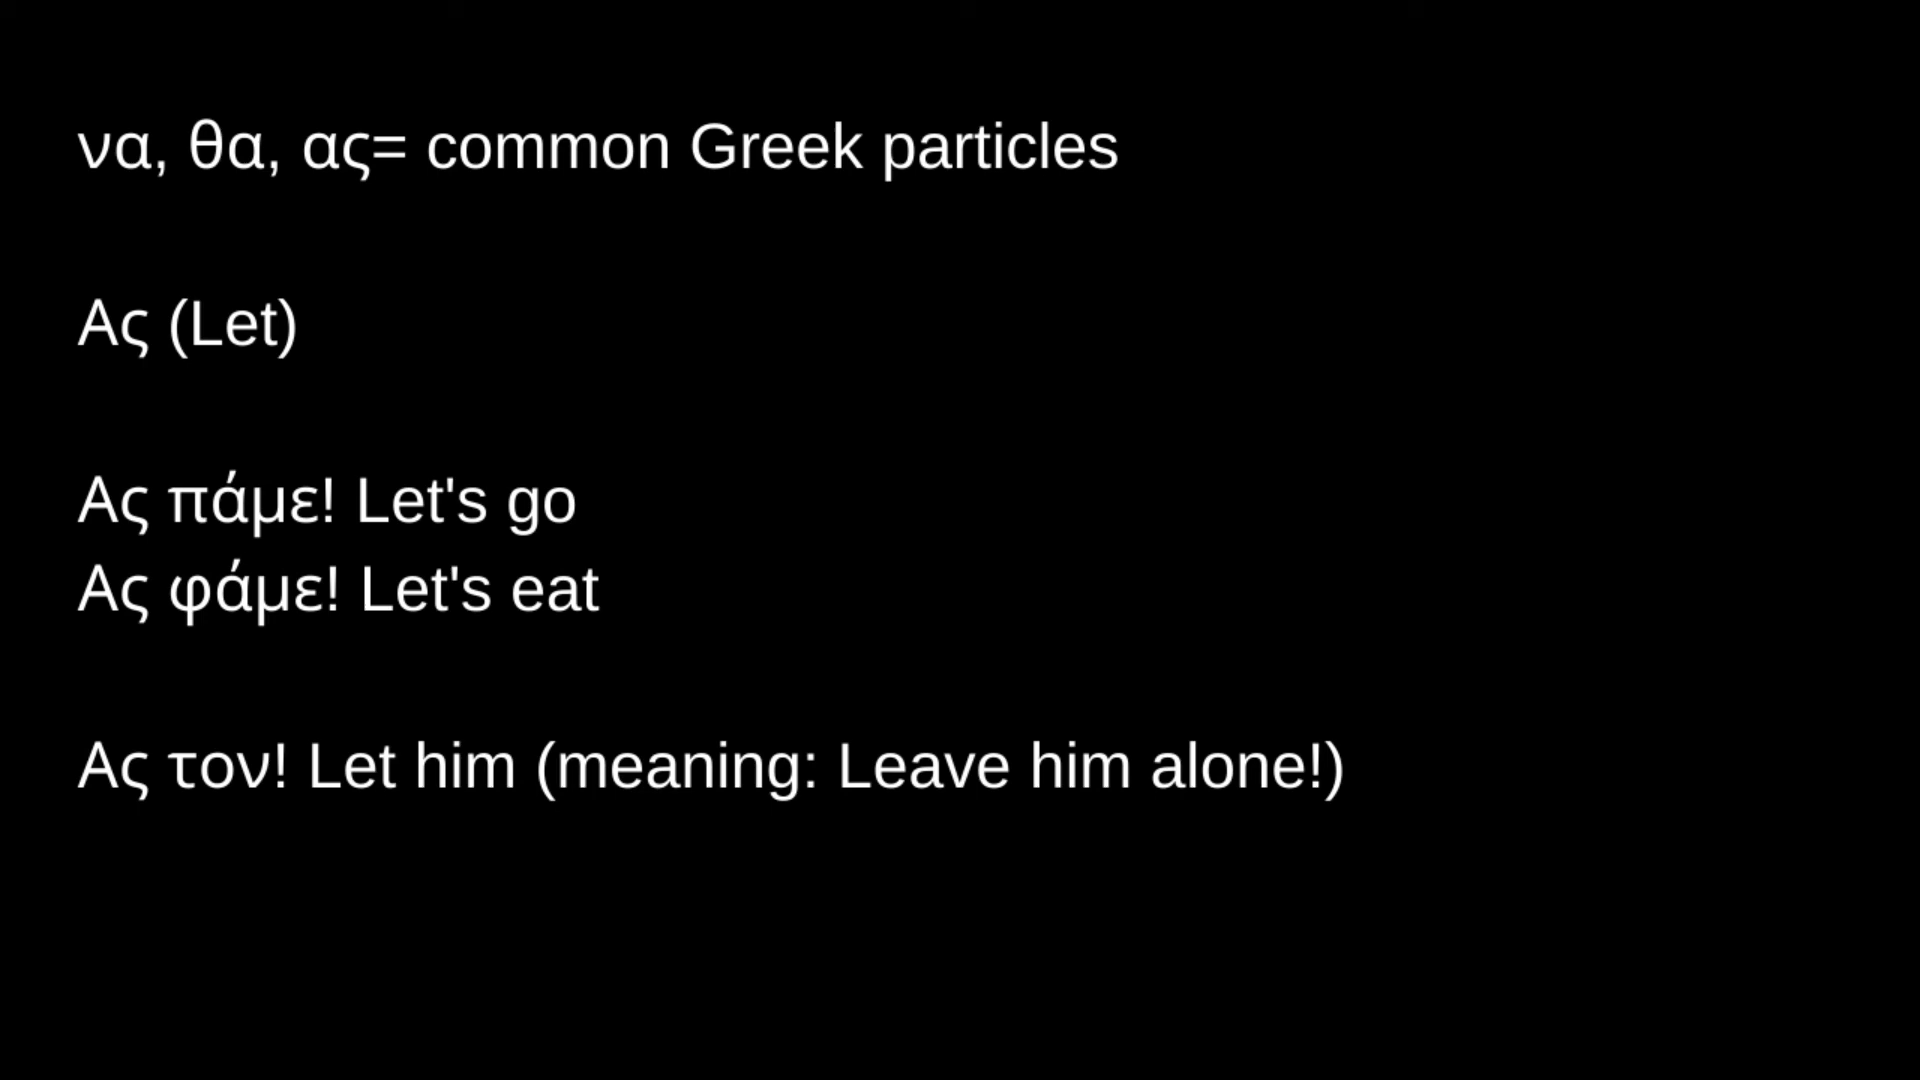 να, θα, ας= common Greek particles
Ας (Let)
Ας πάμε! Let's go
Ας φάμε! Let's eat
Ας τον! Let him (meaning: Leave him alone!)